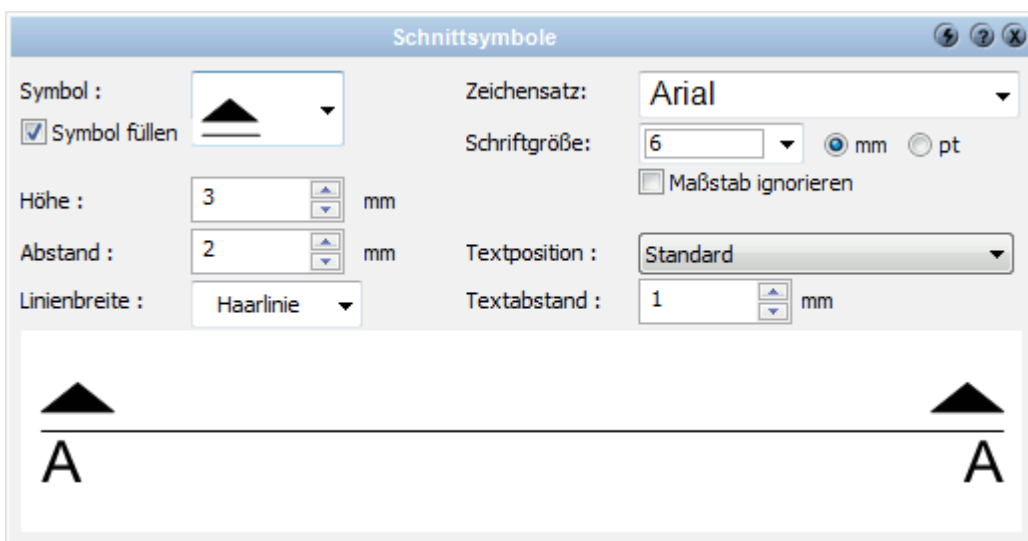 Schnittsymbole
Symbol :
Symbol füllen
Höhe : 3 mm
Abstand : 2 mm
Linienbreite : Haarlinie
Zeichensatz: Arial
Schriftgröße: 6 mm pt
Maßstab ignorieren
Textposition : Standard
Textabstand : 1 mm
A A